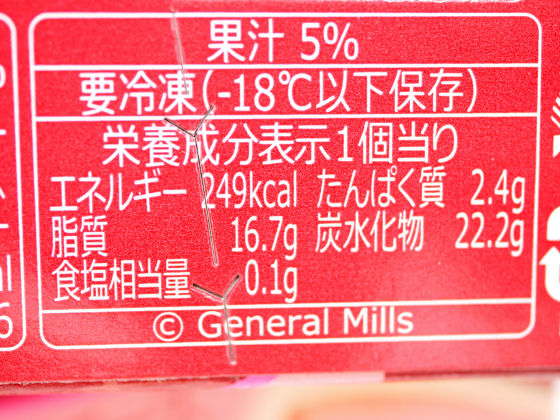 果汁 5%
要冷凍(-18℃以下保存)
栄養成分表示1個当り
エネルギー 249kcal たんぱく質 2.4g
脂質 16.7g 炭水化物 22.2g
食塩相当量 0.1g
© General Mills